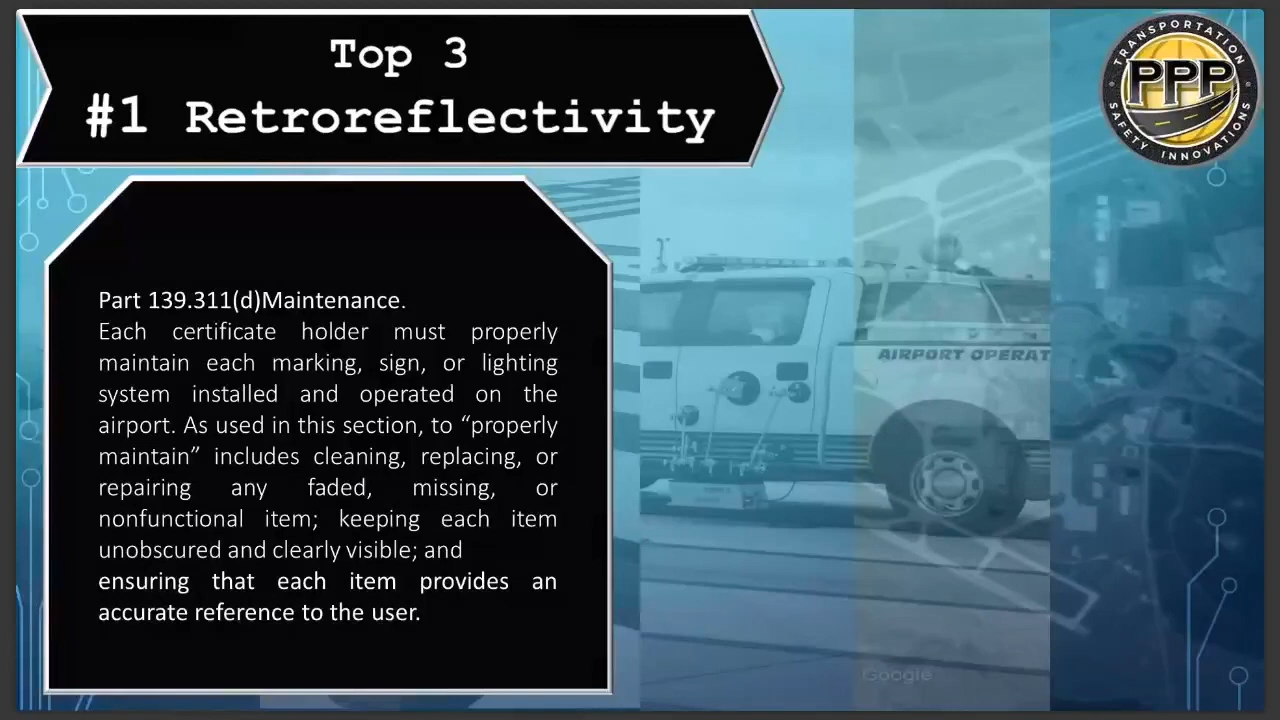 Top 3
#1 Retroreflectivity
TRANSPORTATION
PPP
SAFETY INNOVATIONS
Part 139.311(d)Maintenance.
Each certificate holder must properly
maintain each marking, sign, or lighting
system installed and operated on the
airport. As used in this section, to “properly
maintain” includes cleaning, replacing, or
repairing any faded, missing, or
nonfunctional item; keeping each item
unobscured and clearly visible; and
ensuring that each item provides an
accurate reference to the user.
AIRPORT OPERAT
Google